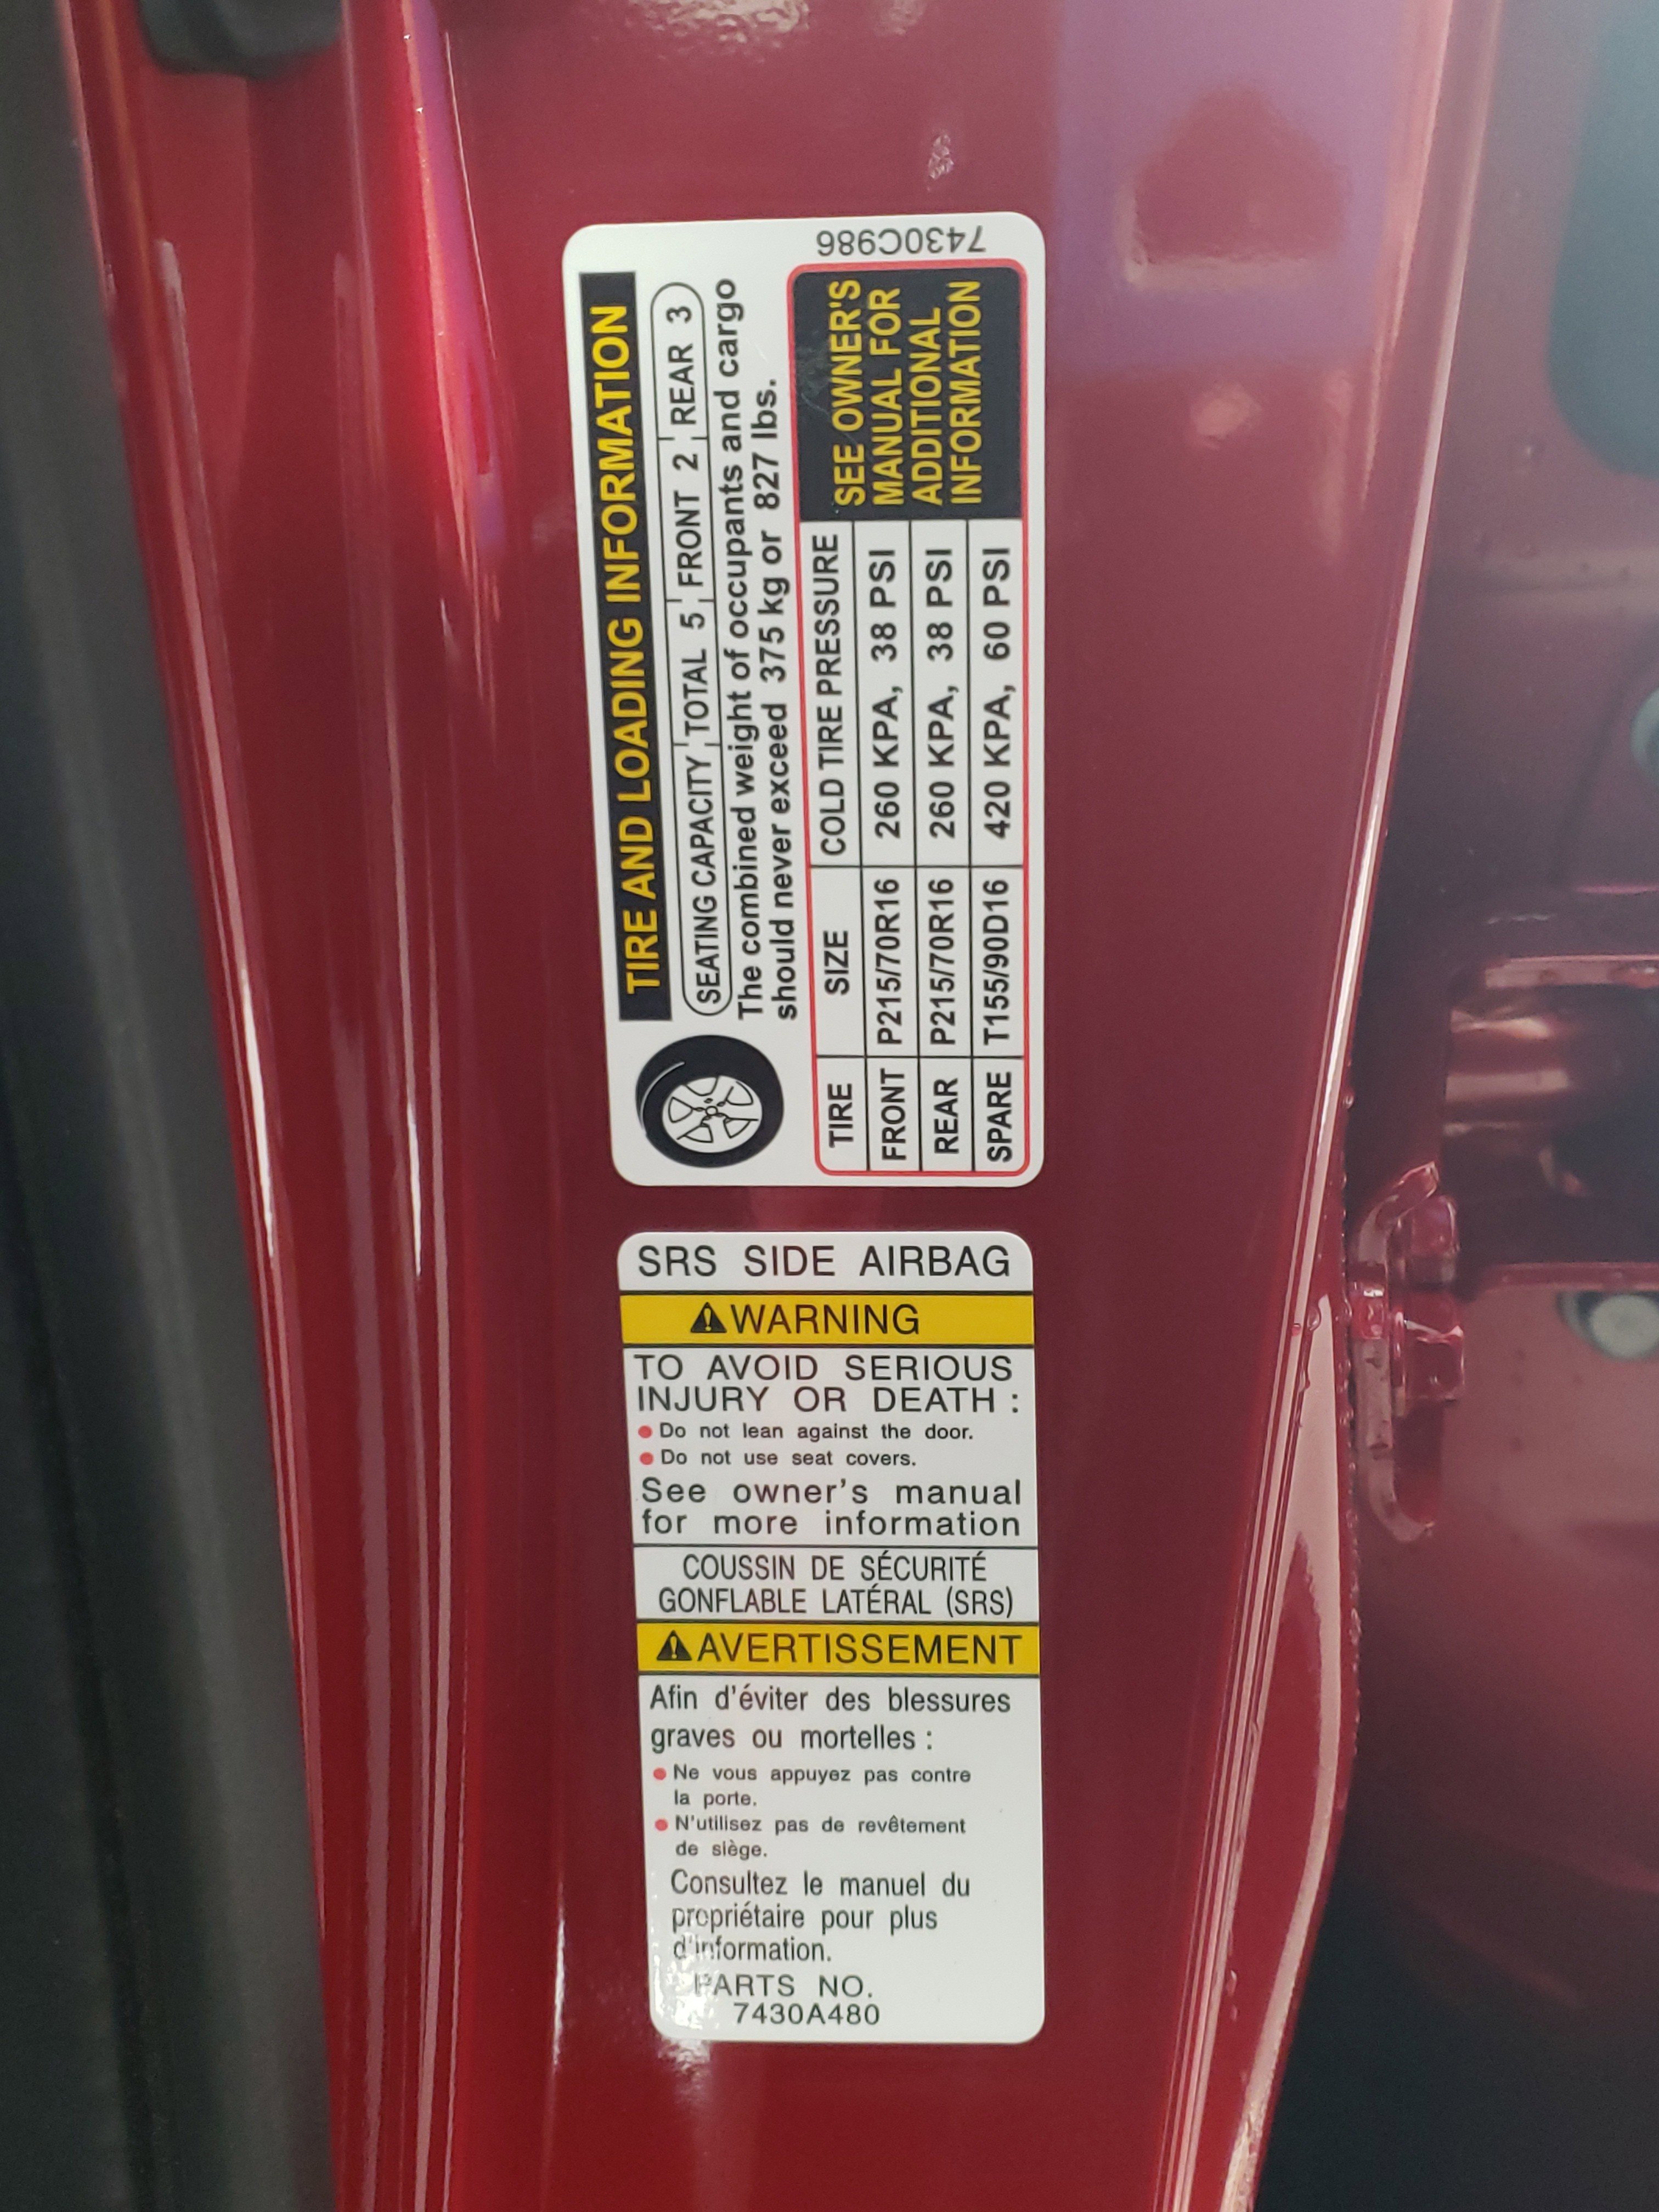 TIRE AND LOADING INFORMATION
SEATING CAPACITY TOTAL 5 FRONT 2 REAR 3
The combined weight of occupants and cargo
should never exceed 375 kg or 827 lbs.
TIRE SIZE COLD TIRE PRESSURE
FRONT P215/70R16 260 KPA, 38 PSI
REAR P215/70R16 260 KPA, 38 PSI
SPARE T155/90D16 420 KPA, 60 PSI
SEE OWNER'S
MANUAL FOR
ADDITIONAL
INFORMATION
7430C986
SRS SIDE AIRBAG
⚠WARNING
TO AVOID SERIOUS
INJURY OR DEATH :
● Do not lean against the door.
● Do not use seat covers.
See owner's manual
for more information
COUSSIN DE SÉCURITÉ
GONFLABLE LATÉRAL (SRS)
⚠AVERTISSEMENT
Afin d'éviter des blessures
graves ou mortelles :
● Ne vous appuyez pas contre
la porte.
● N'utilisez pas de revêtement
de siège.
Consultez le manuel du
propriétaire pour plus
d'information.
PARTS NO.
7430A480